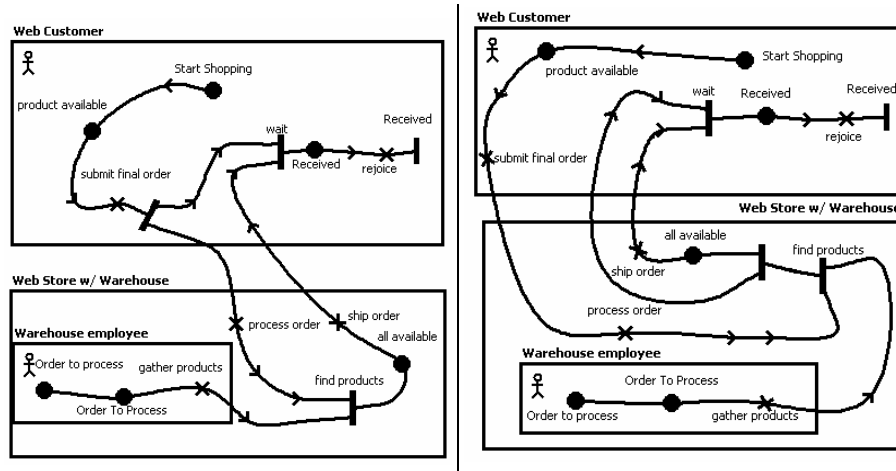 Web Customer
Start Shopping
product available
wait
Received
submit final order
Received
rejoice
Web Store w/ Warehouse
process order
ship order
all available
Warehouse employee
Order to process
gather products
find products
Order To Process
Web Customer
Start Shopping
product available
wait
Received
Received
rejoice
submit final order
Web Store w/ Warehouse
all available
find products
ship order
process order
Warehouse employee
Order To Process
Order to process
gather products